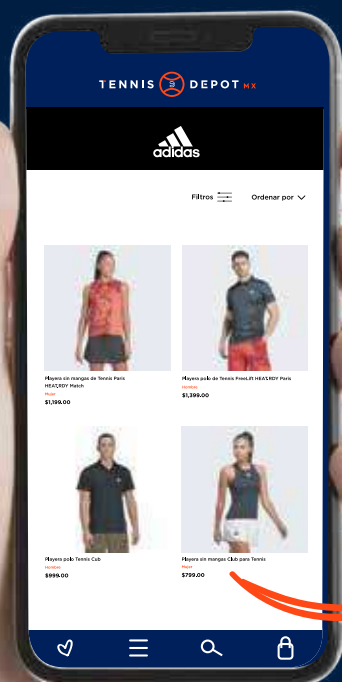 TENNIS DEPOT MX
adidas
Filtros Ordenar por
Playera sin mangas de Tennis Paris
HEAT.RDY Match
Mujer
$1,199.00
Playera polo de Tennis FreeLift HEAT.RDY Paris
Hombre
$1,399.00
Playera polo Tennis Cub
Hombre
$999.00
Playera sin mangas Club para Tennis
Mujer
$799.00